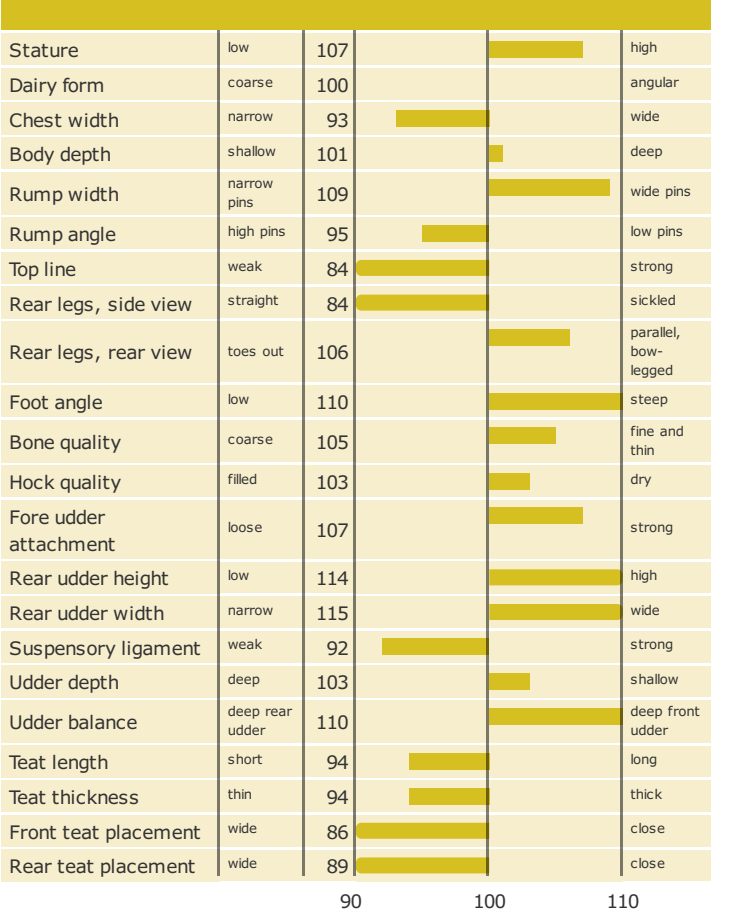 Stature low 107 high
Dairy form coarse 100 angular
Chest width narrow 93 wide
Body depth shallow 101 deep
Rump width narrow pins 109 wide pins
Rump angle high pins 95 low pins
Top line weak 84 strong
Rear legs, side view straight 84 sickled
Rear legs, rear view toes out 106 parallel, bow-legged
Foot angle low 110 steep
Bone quality coarse 105 fine and thin
Hock quality filled 103 dry
Fore udder attachment loose 107 strong
Rear udder height low 114 high
Rear udder width narrow 115 wide
Suspensory ligament weak 92 strong
Udder depth deep 103 shallow
Udder balance deep rear udder 110 deep front udder
Teat length short 94 long
Teat thickness thin 94 thick
Front teat placement wide 86 close
Rear teat placement wide 89 close
90 100 110